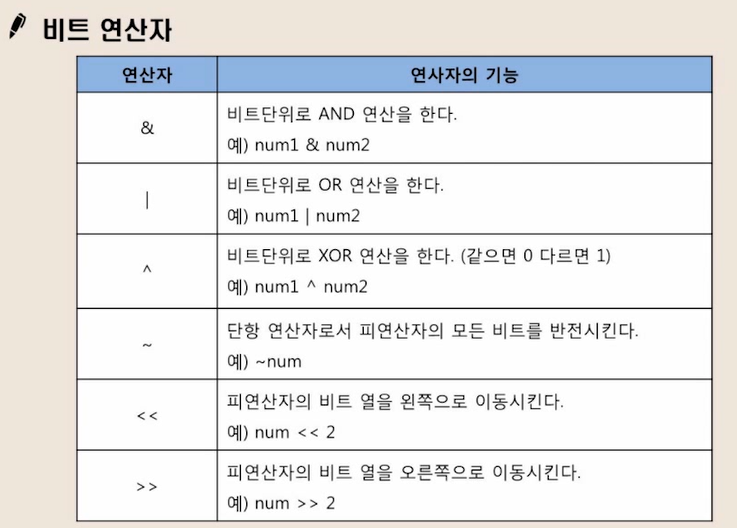 비트 연산자
연산자 연사자의 기능
& 비트단위로 AND 연산을 한다.
예) num1 & num2
| 비트단위로 OR 연산을 한다.
예) num1 | num2
^ 비트단위로 XOR 연산을 한다. (같으면 0 다르면 1)
예) num1 ^ num2
~ 단항 연산자로서 피연산자의 모든 비트를 반전시킨다.
예) ~num
<< 피연산자의 비트 열을 왼쪽으로 이동시킨다.
예) num << 2
>> 피연산자의 비트 열을 오른쪽으로 이동시킨다.
예) num >> 2